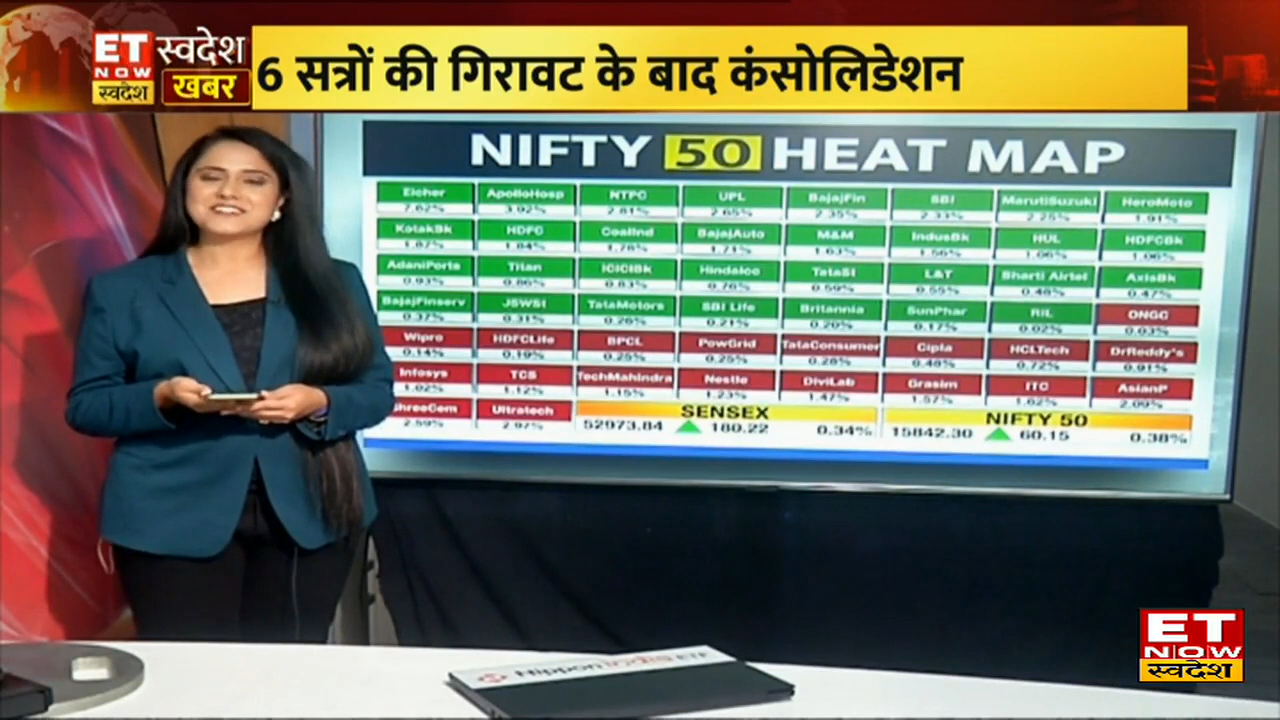 ET NOW स्वदेश
स्वदेश खबर
6 सत्रों की गिरावट के बाद कंसोलिडेशन
NIFTY 50 HEAT MAP
Eicher ApolloHosp NTPC UPL BajajFin SBI MarutiSuzuki HeroMoto
7.62% 3.92% 2.81% 2.65% 2.35% 2.33% 2.25% 1.91%
KotakBk HDFC CoalInd BajajAuto M&M IndusBk HUL HDFCBk
1.87% 1.84% 1.78% 1.71% 1.63% 1.56% 1.06% 1.06%
AdaniPorts Titan ICICIBk Hindalco TataSt L&T Bharti Airtel AxisBk
0.93% 0.86% 0.83% 0.76% 0.59% 0.55% 0.48% 0.47%
BajajFinserv JSWSt TataMotors SBI Life Britannia SunPhar RIL ONGC
0.37% 0.31% 0.26% 0.21% 0.20% 0.17% 0.02% 0.03%
Wipro HDFCLife BPCL PowGrid TataConsumer Cipla HCLTech DrReddy's
0.14% 0.19% 0.25% 0.25% 0.28% 0.48% 0.72% 0.91%
Infosys TCS TechMahindra Nestle DiviLab Grasim ITC AsianP
1.02% 1.12% 1.15% 1.23% 1.47% 1.57% 1.62% 2.09%
ShreeCem Ultratech SENSEX NIFTY 50
2.59% 2.97% 52973.84 180.22 0.34% 15842.30 60.15 0.38%
Nippon India ETF
ET NOW स्वदेश